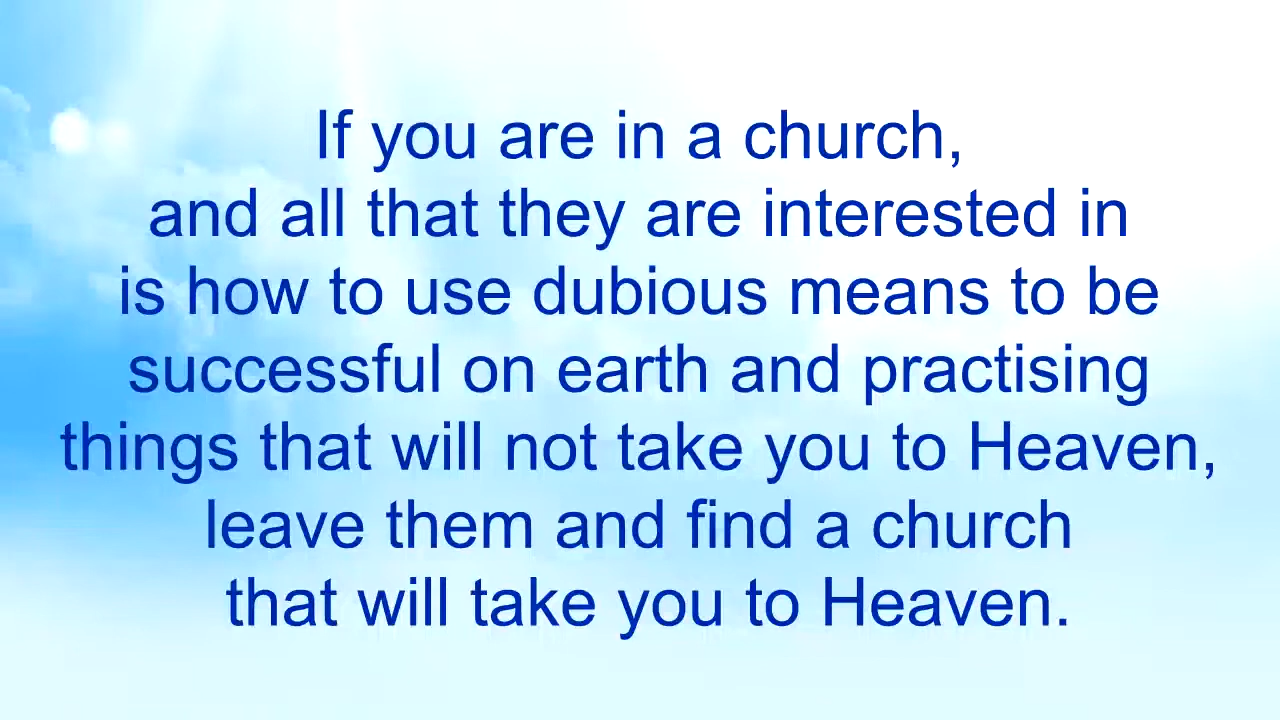 If you are in a church,
and all that they are interested in
is how to use dubious means to be
successful on earth and practising
things that will not take you to Heaven,
leave them and find a church
that will take you to Heaven.